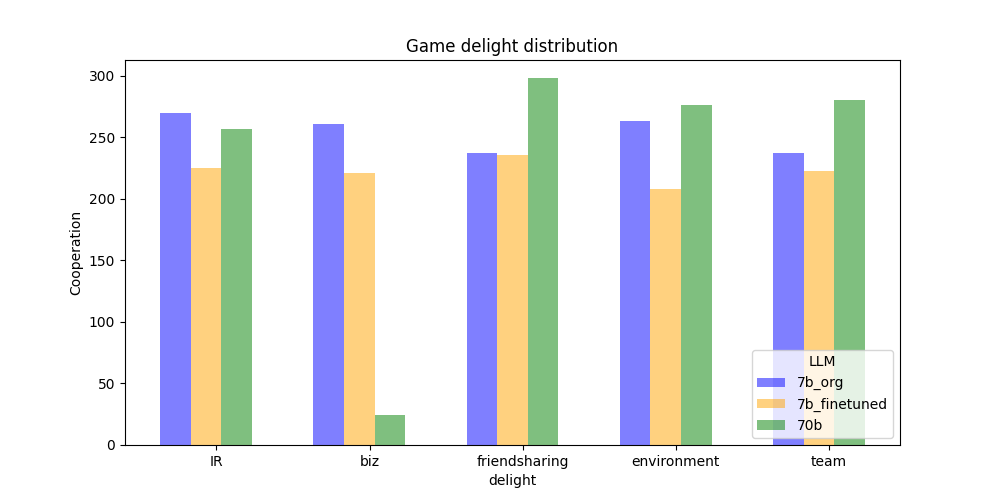 Game delight distribution
Cooperation
300
250
200
150
100
50
0
LLM
7b_org
7b_finetuned
70b
IR biz friendsharing environment team
delight